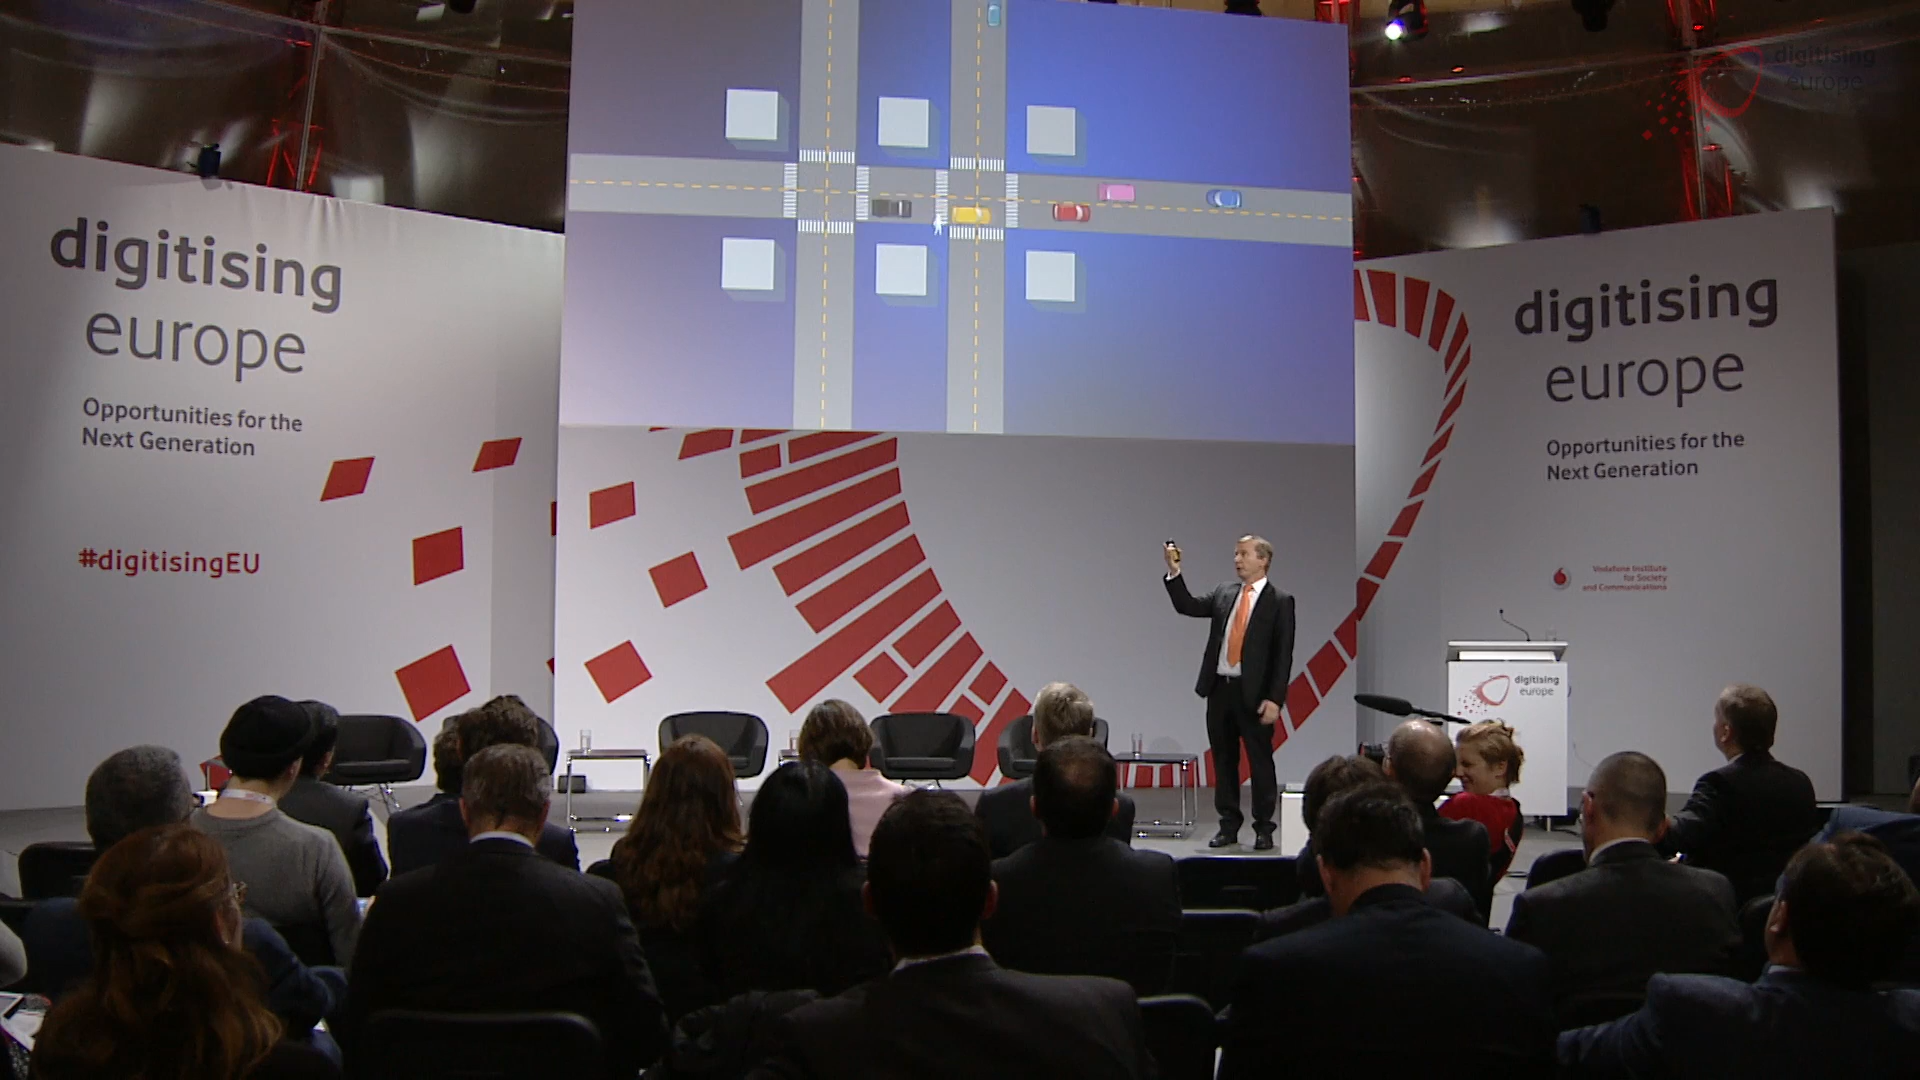 digitising
europe
digitising
europe
Opportunities for the
Next Generation
#digitisingEU
digitising
europe
Opportunities for the
Next Generation
Vodafone Institute
for Society
and Communications
digitising
europe